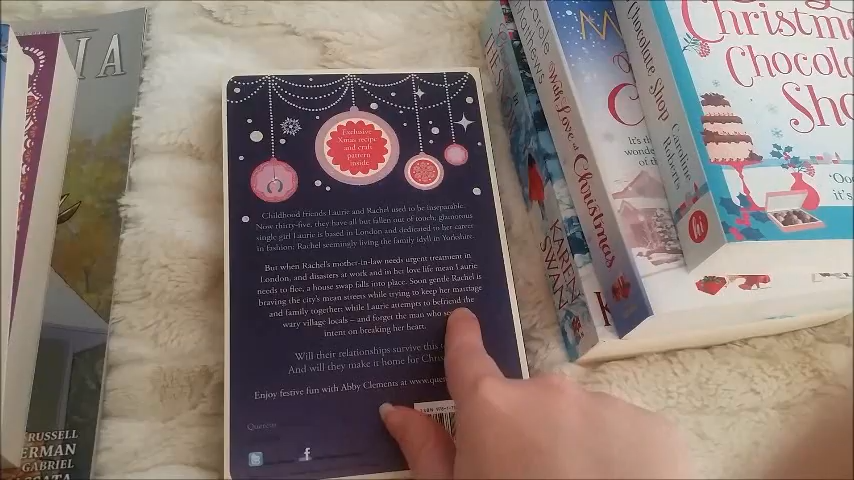 IA
RUSSELL
ERMAN
GABRIEL
Exclusive
Xmas recipe
and craft
pattern
inside
Childhood friends Laurie and Rachel used to be inseparable.
Now thirty-five, they have all but fallen out of touch, glamorous
single girl Laurie is based in London and dedicated to her career
in fashion; Rachel seemingly living the family idyll in Yorkshire.
But when Rachel's mother-in-law needs urgent treatment in
London, and disasters at work and in her love life mean Laurie
needs to flee, a house swap falls into place. Soon gentle Rachel is
braving the city's mean streets while trying to keep her marriage
and family together; while Laurie attempts to befriend the
wary village locals – and forget the man who
intent on breaking her heart.
Will their relationships survive this
And will they make it home for
Enjoy festive fun with Abby Clements at www.
Quercus
f
KAREN
SWAN
Carole
Matthews
With Love at Christmas
M
C
It's th
wonde
of th
Chocolate Shop
Caroline
Roberts
Christma
Chocola
Sho
'Oo
it's